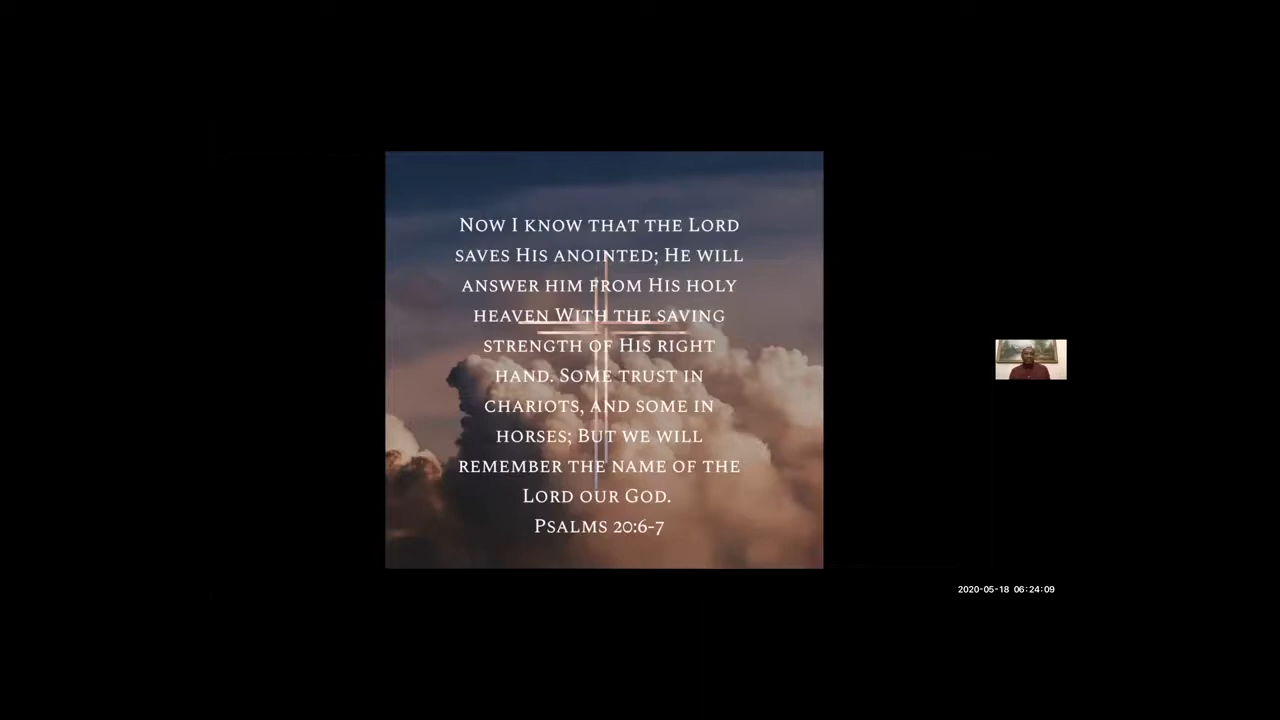 Now I know that the Lord
saves His anointed; He will
answer him from His holy
heaven With the saving
strength of His right
hand. Some trust in
chariots, and some in
horses; But we will
remember the name of the
Lord our God.
Psalms 20:6-7
2020-05-18 06:24:09